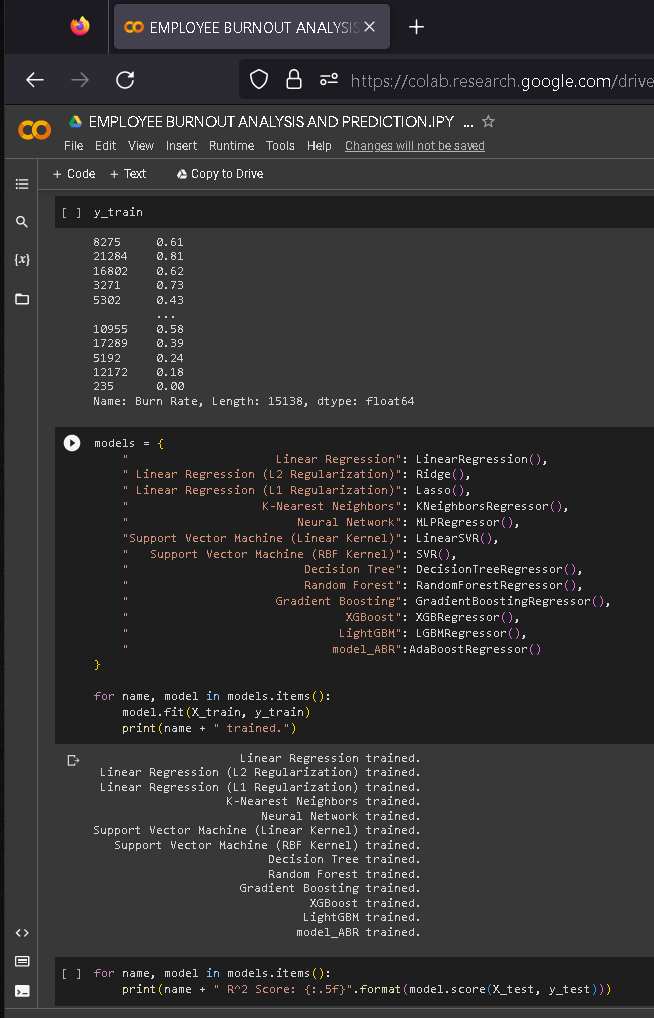 EMPLOYEE BURNOUT ANALYSIS
https://colab.research.google.com/drive
EMPLOYEE BURNOUT ANALYSIS AND PREDICTION.IPY ...
File Edit View Insert Runtime Tools Help Changes will not be saved
+ Code + Text Copy to Drive
[ ] y_train
8275 0.61
21284 0.81
16802 0.62
3271 0.73
5302 0.43
...
10955 0.58
17289 0.39
5192 0.24
12172 0.18
235 0.00
Name: Burn Rate, Length: 15138, dtype: float64
models = {
" Linear Regression": LinearRegression(),
" Linear Regression (L2 Regularization)": Ridge(),
" Linear Regression (L1 Regularization)": Lasso(),
" K-Nearest Neighbors": KNeighborsRegressor(),
" Neural Network": MLPRegressor(),
"Support Vector Machine (Linear Kernel)": LinearSVR(),
" Support Vector Machine (RBF Kernel)": SVR(),
" Decision Tree": DecisionTreeRegressor(),
" Random Forest": RandomForestRegressor(),
" Gradient Boosting": GradientBoostingRegressor(),
" XGBoost": XGBRegressor(),
" LightGBM": LGBMRegressor(),
" model_ABR":AdaBoostRegressor()
}
for name, model in models.items():
model.fit(X_train, y_train)
print(name + " trained.")
Linear Regression trained.
Linear Regression (L2 Regularization) trained.
Linear Regression (L1 Regularization) trained.
K-Nearest Neighbors trained.
Neural Network trained.
Support Vector Machine (Linear Kernel) trained.
Support Vector Machine (RBF Kernel) trained.
Decision Tree trained.
Random Forest trained.
Gradient Boosting trained.
XGBoost trained.
LightGBM trained.
model_ABR trained.
[ ] for name, model in models.items():
print(name + " R^2 Score: {:.5f}".format(model.score(X_test, y_test)))